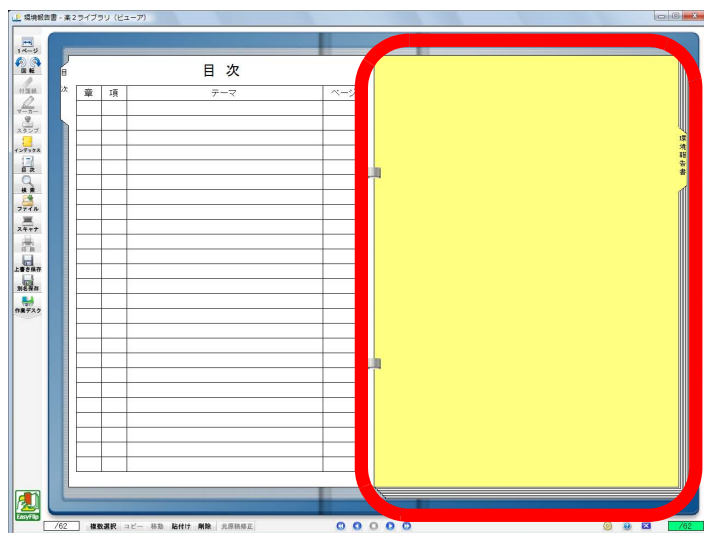 環境報告書 - 楽2ライブラリ (ビューア)
1ページ
回転
付箋紙
マーカー
スタンプ
インデックス
目次
検索
ファイル
スキャナ
印刷
上書き保存
別名保存
作業デスク
EasyFlip
目次
目 次
章 項 テーマ ページ
環境報告書
/62 複数選択 コピー 移動 貼付け 削除 元原稿修正 /62